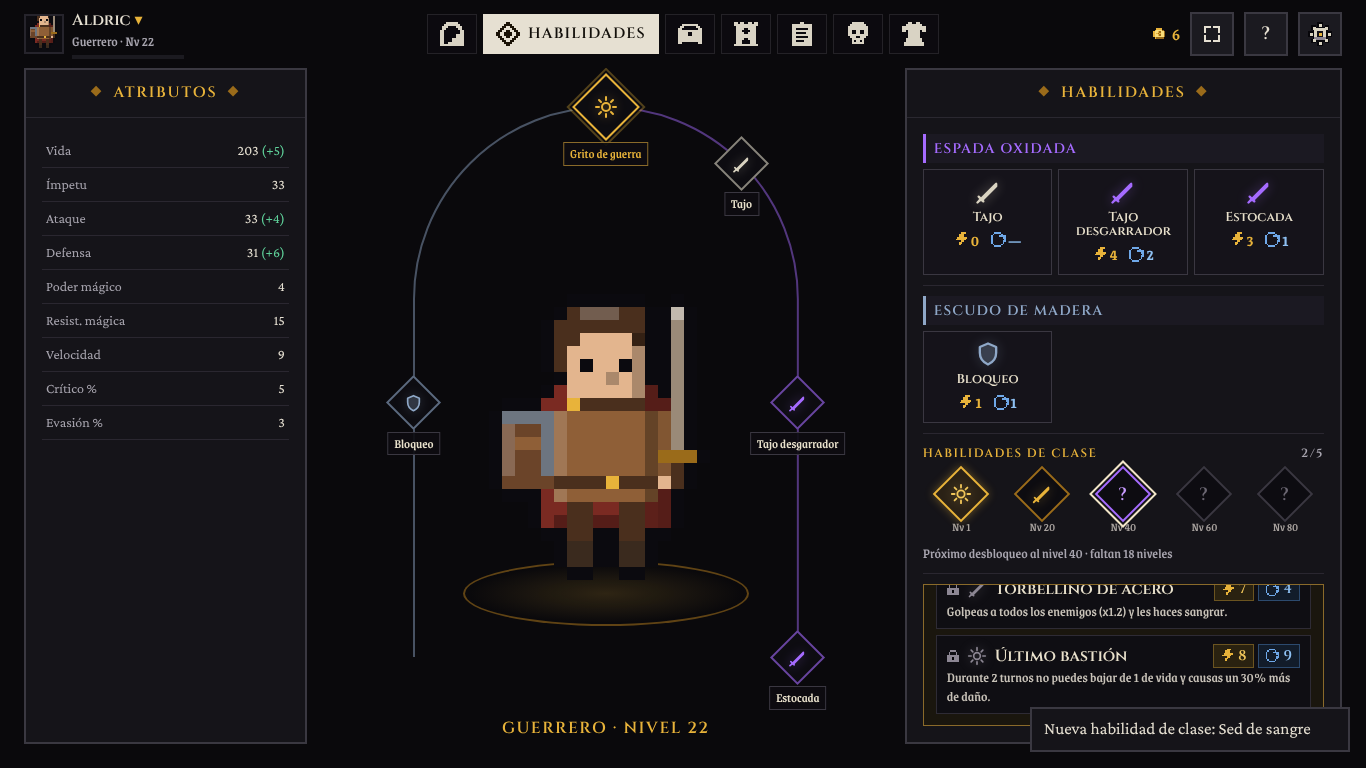 ALDRIC ▾
Guerrero · Nv 22
HABILIDADES
6
?
ATRIBUTOS
Vida 203 (+5)
Ímpetu 33
Ataque 33 (+4)
Defensa 31 (+6)
Poder mágico 4
Resist. mágica 15
Velocidad 9
Crítico % 5
Evasión % 3
Grito de guerra
Tajo
Bloqueo
Tajo desgarrador
Estocada
GUERRERO · NIVEL 22
HABILIDADES
ESPADA OXIDADA
TAJO
0 —
TAJO
DESGARRADOR
4 2
ESTOCADA
3 1
ESCUDO DE MADERA
BLOQUEO
1 1
HABILIDADES DE CLASE 2/5
? ? ?
Nv 1 Nv 20 Nv 40 Nv 60 Nv 80
Próximo desbloqueo al nivel 40 · faltan 18 niveles
TORBELLINO DE ACERO 7 4
Golpeas a todos los enemigos (x1.2) y les haces sangrar.
ÚLTIMO BASTIÓN 8 9
Durante 2 turnos no puedes bajar de 1 de vida y causas un 30% más
de daño.
Nueva habilidad de clase: Sed de sangre